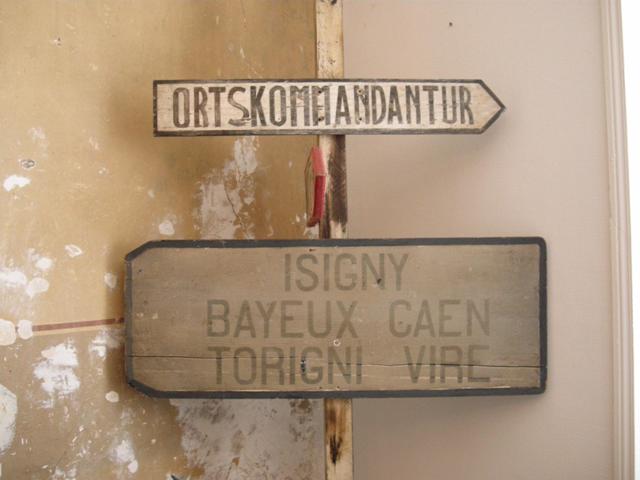 ORTSKOMMANDANTUR
ISIGNY
BAYEUX CAEN
TORIGNI VIRE